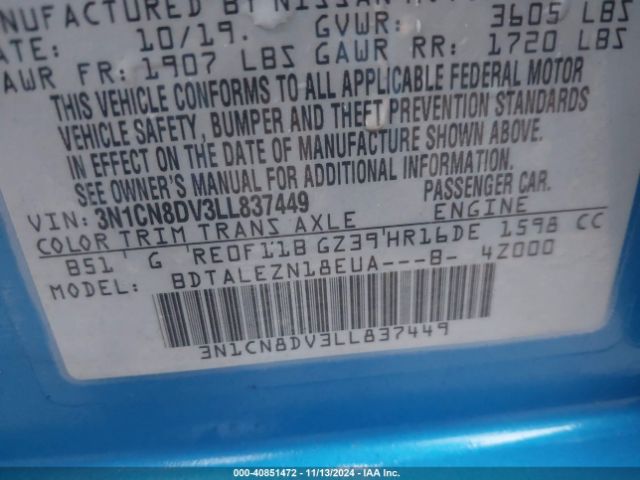 NUFACTURED BY NISSAN
ATE: 10/19. GVWR: 3605 LBS
AWR FR: 1907 LBS GAWR RR: 1720 LBS
THIS VEHICLE CONFORMS TO ALL APPLICABLE FEDERAL MOTOR
VEHICLE SAFETY, BUMPER AND THEFT PREVENTION STANDARDS
IN EFFECT ON THE DATE OF MANUFACTURE SHOWN ABOVE.
SEE OWNER'S MANUAL FOR ADDITIONAL INFORMATION.
VIN: 3N1CN8DV3LL837449 PASSENGER CAR.
COLOR TRIM TRANS AXLE ENGINE
B51 G RE0F11B GZ39 HR16DE 1598 CC
MODEL: BDTALEZN18EUA---B- 4Z000
3N1CN8DV3LL837449
000-40851472 - 11/13/2024 - IAAI.COM